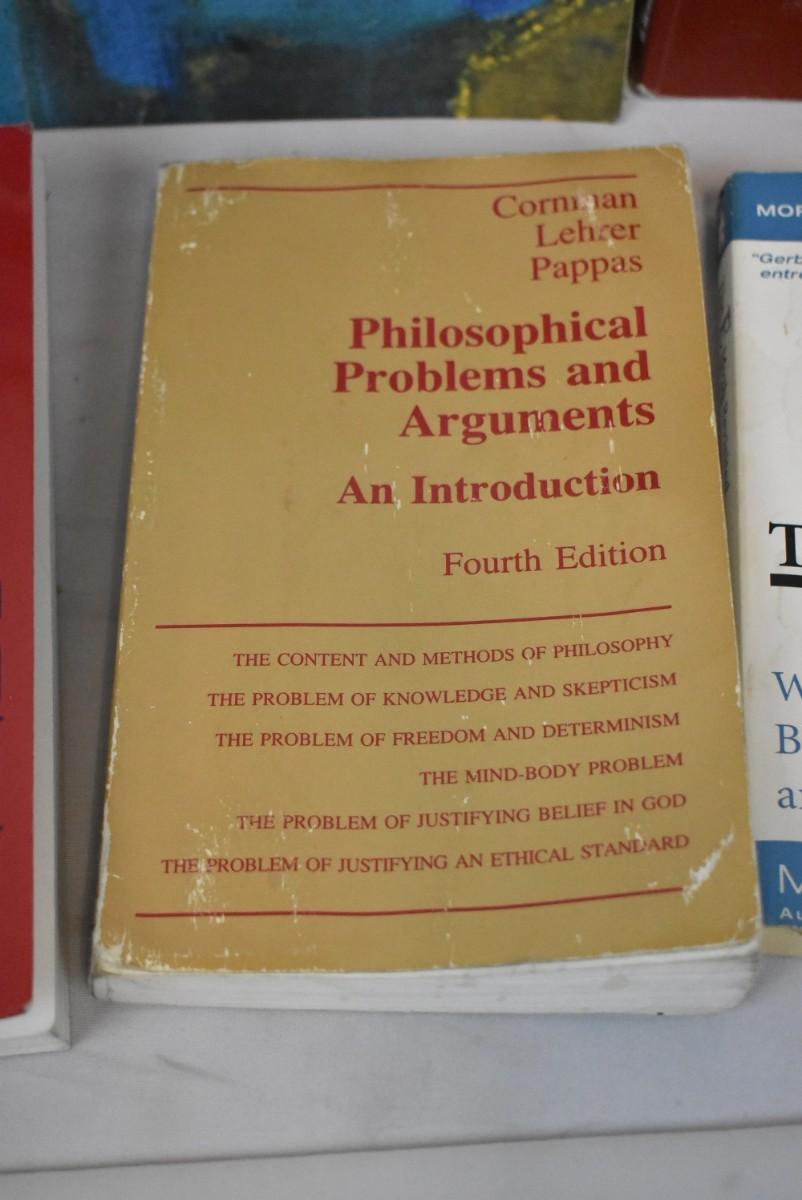 Cornman
Lehrer
Pappas
Philosophical
Problems and
Arguments
An Introduction
Fourth Edition
THE CONTENT AND METHODS OF PHILOSOPHY
THE PROBLEM OF KNOWLEDGE AND SKEPTICISM
THE PROBLEM OF FREEDOM AND DETERMINISM
THE MIND-BODY PROBLEM
THE PROBLEM OF JUSTIFYING BELIEF IN GOD
THE PROBLEM OF JUSTIFYING AN ETHICAL STANDARD